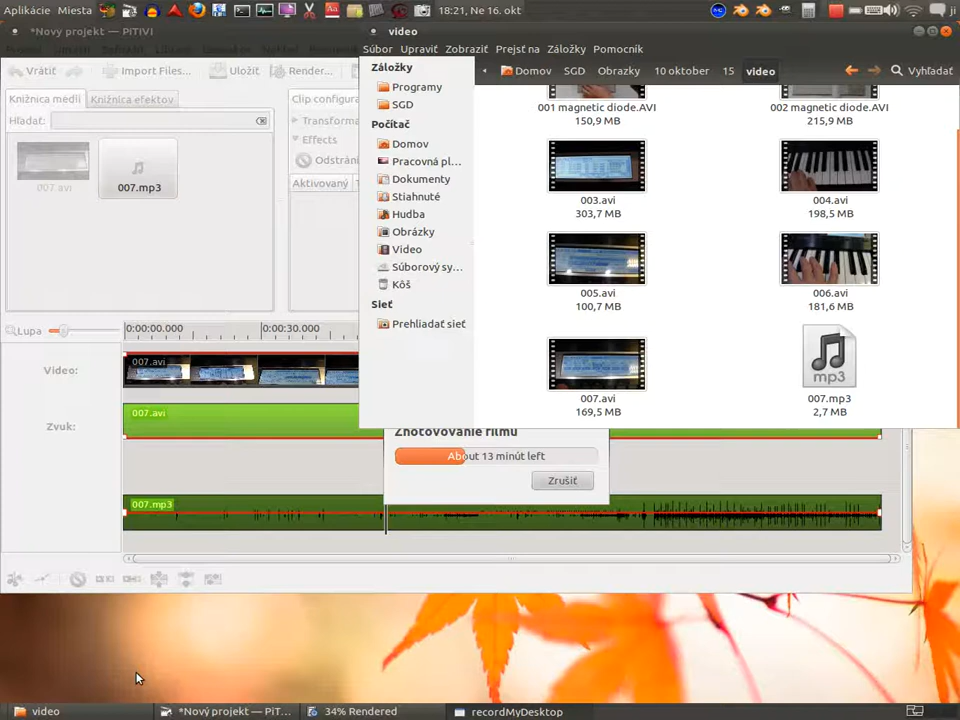 Aplikácie Miesta 18:21, Ne 16. okt ji
*Nový projekt — PiTiVi
Vrátiť Import Files... Uložiť Render...
Knižnica médií Knižnica efektov
Hľadať:
007.avi 007.mp3
Clip configura
Transforma
Effects
Odstráni
Aktivovaný T
video
Súbor Upraviť Zobraziť Prejsť na Záložky Pomocník
Domov SGD Obrazky 10 oktober 15 video Vyhľadať
Záložky
Programy
SGD
Počítač
Domov
Pracovná pl...
Dokumenty
Stiahnuté
Hudba
Obrázky
Video
Súborový sy...
Kôš
Sieť
Prehliadať sieť
001 magnetic diode.AVI
150,9 MB
002 magnetic diode.AVI
215,9 MB
003.avi
303,7 MB
004.avi
198,5 MB
005.avi
100,7 MB
006.avi
181,6 MB
007.avi
169,5 MB
mp3
007.mp3
2,7 MB
Lupa 0:00:00.000 0:00:30.000
Video: 007.avi
Zvuk: 007.avi
007.mp3
Zhotovovanie filmu
About 13 minút left
Zrušiť
video *Nový projekt — PiT... 34% Rendered recordMyDesktop